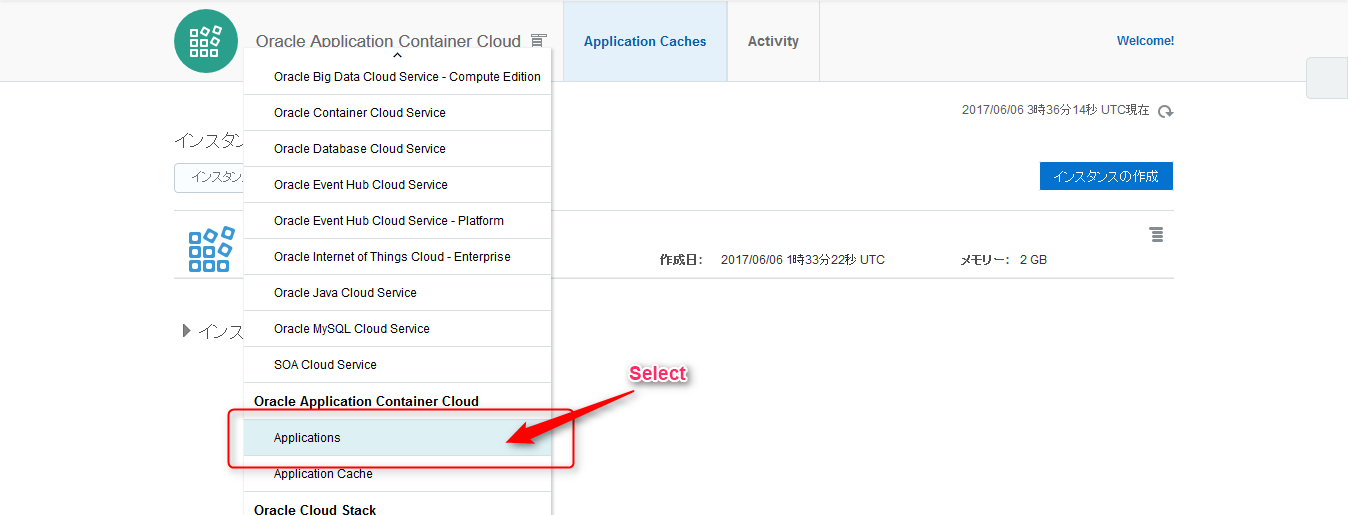 Oracle Application Container Cloud
Application Caches
Activity
Welcome!
2017/06/06 3時36分14秒 UTC現在
インスタン
インスタン
インスタンスの作成
作成日: 2017/06/06 1時33分22秒 UTC
メモリー: 2 GB
インス
Oracle Big Data Cloud Service - Compute Edition
Oracle Container Cloud Service
Oracle Database Cloud Service
Oracle Event Hub Cloud Service
Oracle Event Hub Cloud Service - Platform
Oracle Internet of Things Cloud - Enterprise
Oracle Java Cloud Service
Oracle MySQL Cloud Service
SOA Cloud Service
Select
Oracle Application Container Cloud
Applications
Application Cache
Oracle Cloud Stack